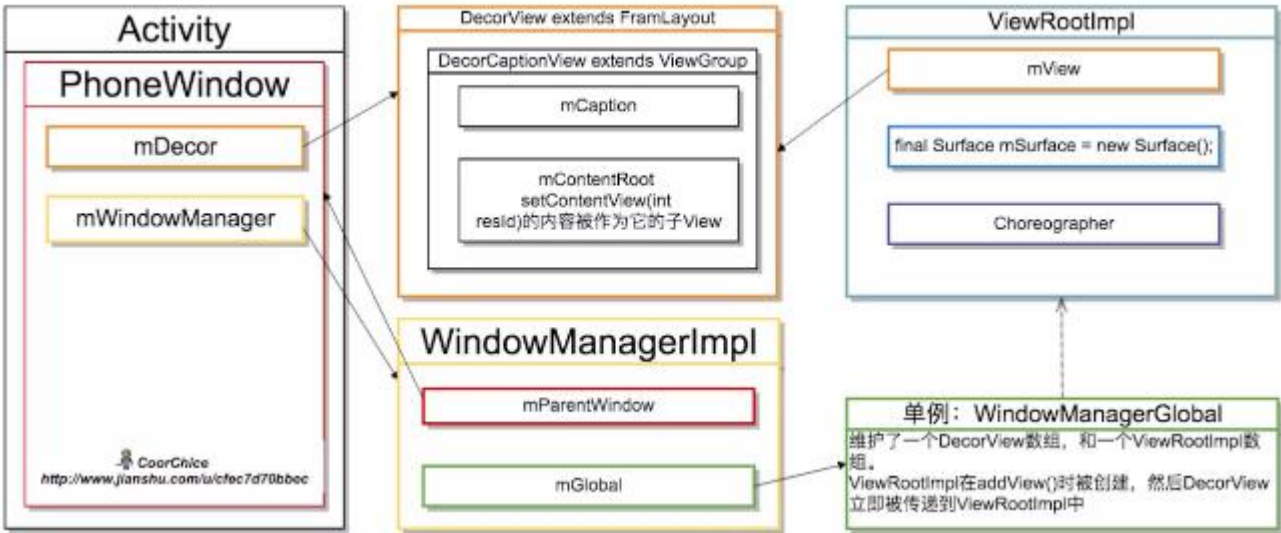 Activity
PhoneWindow
mDecor
mWindowManager
CoorChice
http://www.jianshu.com/u/cfec7d70bbec
DecorView extends FramLayout
DecorCaptionView extends ViewGroup
mCaption
mContentRoot
setContentView(int
resId)的内容被作为它的子View
WindowManagerImpl
mParentWindow
mGlobal
ViewRootImpl
mView
final Surface mSurface = new Surface();
Choreographer
单例：WindowManagerGlobal
维护了一个DecorView数组，和一个ViewRootImpl数
组。
ViewRootImpl在addView()时被创建，然后DecorView
立即被传递到ViewRootImpl中